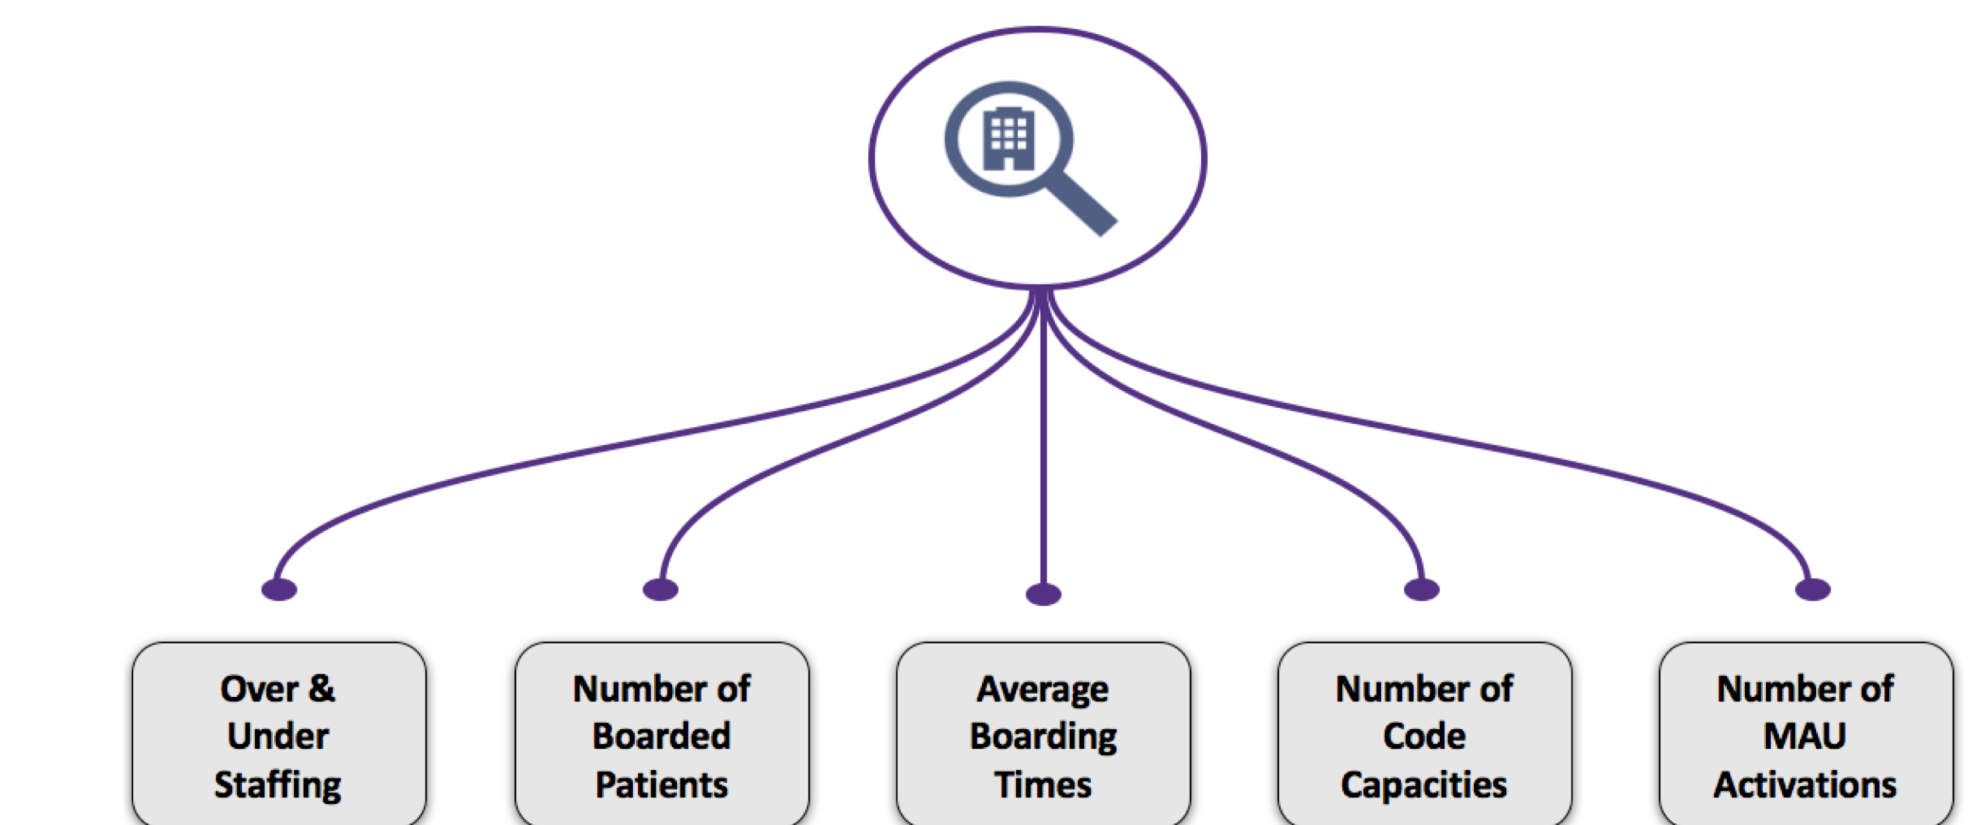 Over &
Under
Staffing
Number of
Boarded
Patients
Average
Boarding
Times
Number of
Code
Capacities
Number of
MAU
Activations